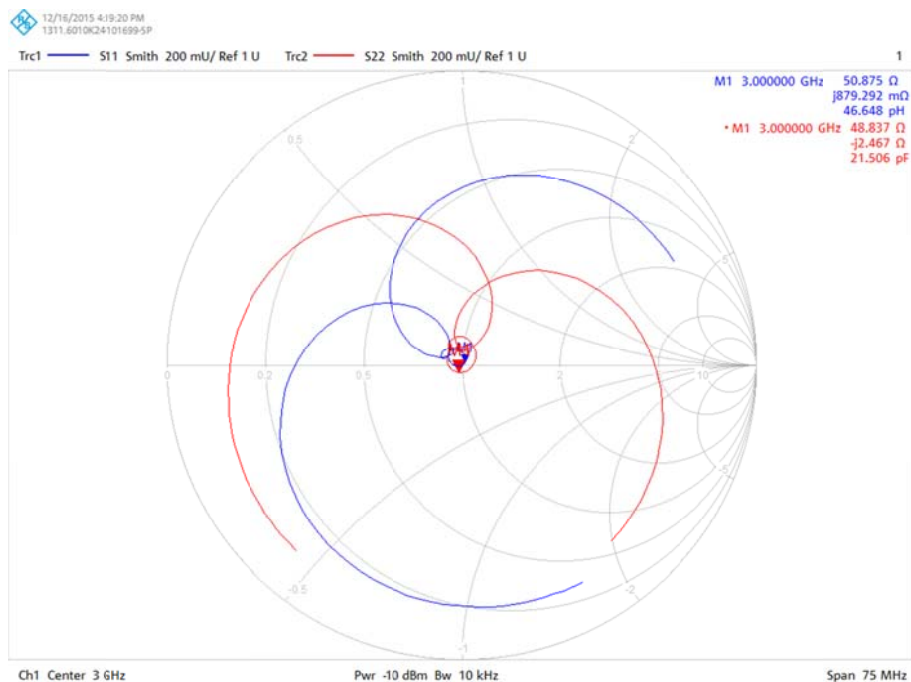 12/16/2015 4:19:20 PM
1311.6010K24101699-SP
Trc1 S11 Smith 200 mU/ Ref 1 U Trc2 S22 Smith 200 mU/ Ref 1 U 1
M1 3.000000 GHz 50.875 Ω
j879.292 mΩ
46.648 pH
• M1 3.000000 GHz 48.837 Ω
-j2.467 Ω
21.506 pF
1
0.5
2
5
0
0.2
0.5
2
10
-5
-0.5
-2
-1
Ch1 Center 3 GHz Pwr -10 dBm Bw 10 kHz Span 75 MHz